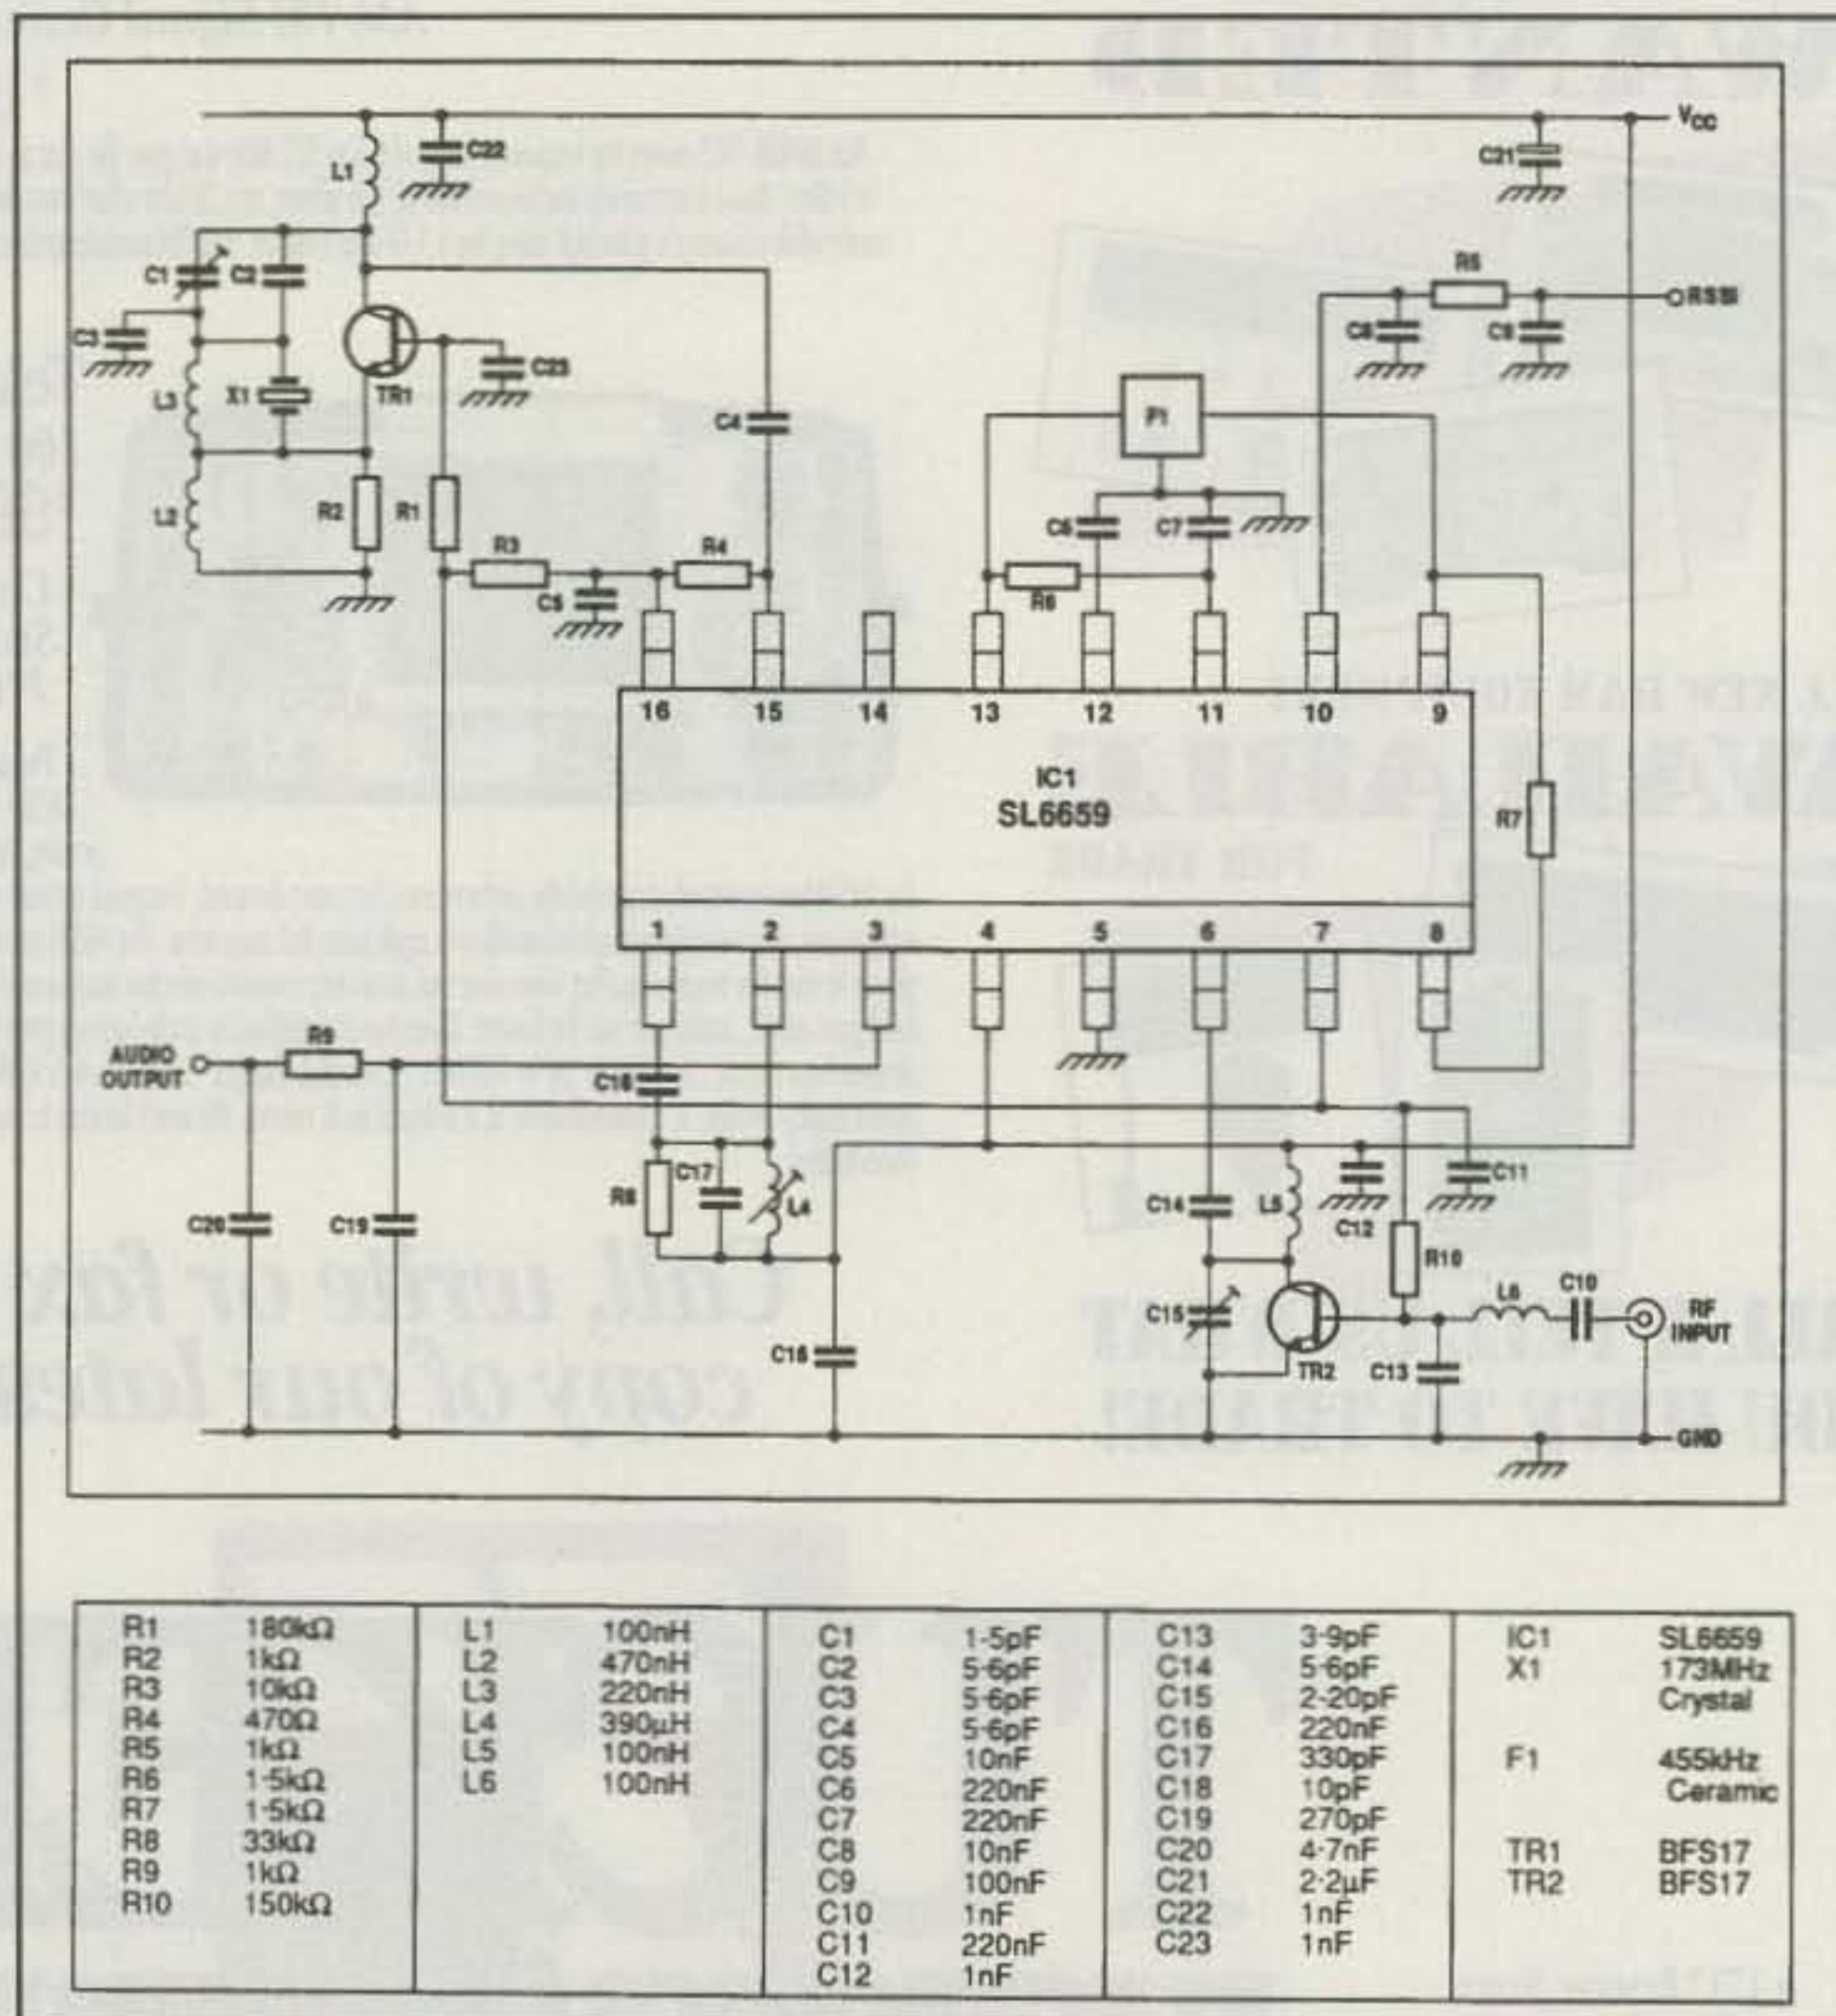 VCC
C22
C21
L1
R5
RSSI
C1
C2
C8
C9
C3
C23
TR1
L3
X1
C4
F1
R2
R1
L2
C6
C7
R3
R4
C5
R6
16 15 14 13 12 11 10 9
IC1
SL6659
R7
1 2 3 4 5 6 7 8
R9
AUDIO
OUTPUT
C18
C17
C11
R8
L4
C14
L5
C20
C19
C12
R10
L6
C10
C15
RF
INPUT
C16
TR2
C13
GND
R1 180kΩ
R2 1kΩ
R3 10kΩ
R4 470Ω
R5 1kΩ
R6 1·5kΩ
R7 1·5kΩ
R8 33kΩ
R9 1kΩ
R10 150kΩ
L1 100nH
L2 470nH
L3 220nH
L4 390µH
L5 100nH
L6 100nH
C1 1-5pF
C2 5·6pF
C3 5·6pF
C4 5·6pF
C5 10nF
C6 220nF
C7 220nF
C8 10nF
C9 100nF
C10 1nF
C11 220nF
C12 1nF
C13 3·9pF
C14 5·6pF
C15 2-20pF
C16 220nF
C17 330pF
C18 10pF
C19 270pF
C20 4·7nF
C21 2·2µF
C22 1nF
C23 1nF
IC1 SL6659
X1 173MHz
Crystal
F1 455kHz
Ceramic
TR1 BFS17
TR2 BFS17
Call, write or fax
copy of our lates